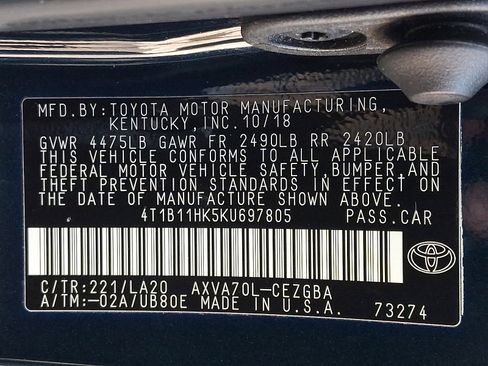 MFD.BY:TOYOTA MOTOR MANUFACTURING,
KENTUCKY, INC. 10/18
GVWR 4475LB GAWR FR 2490LB RR 2420LB
THIS VEHICLE CONFORMS TO ALL APPLICABLE
FEDERAL MOTOR VEHICLE SAFETY,BUMPER,AND
THEFT PREVENTION STANDARDS IN EFFECT ON
THE DATE OF MANUFACTURE SHOWN ABOVE.
4T1B11HK5KU697805 PASS.CAR
C/TR:221/LA20 AXVA70L-CEZGBA
A/TM:-02A/UB80E MADE IN U.S.A. 73274